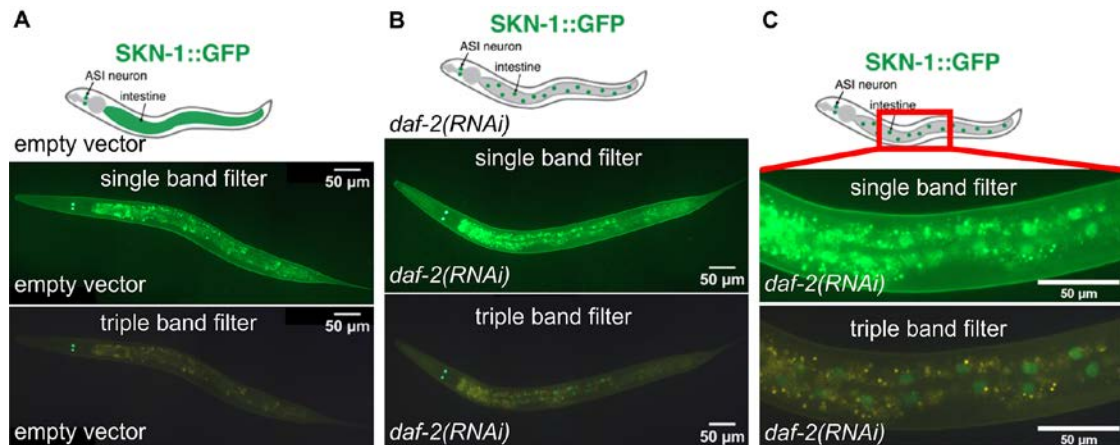 A
SKN-1::GFP
ASI neuron
intestine
empty vector
single band filter
50 µm
empty vector
triple band filter
50 µm
empty vector
B
SKN-1::GFP
ASI neuron
intestine
daf-2(RNAi)
single band filter
50 µm
daf-2(RNAi)
triple band filter
50 µm
daf-2(RNAi)
C
SKN-1::GFP
ASI neuron
intestine
single band filter
daf-2(RNAi)
50 µm
triple band filter
daf-2(RNAi)
50 µm